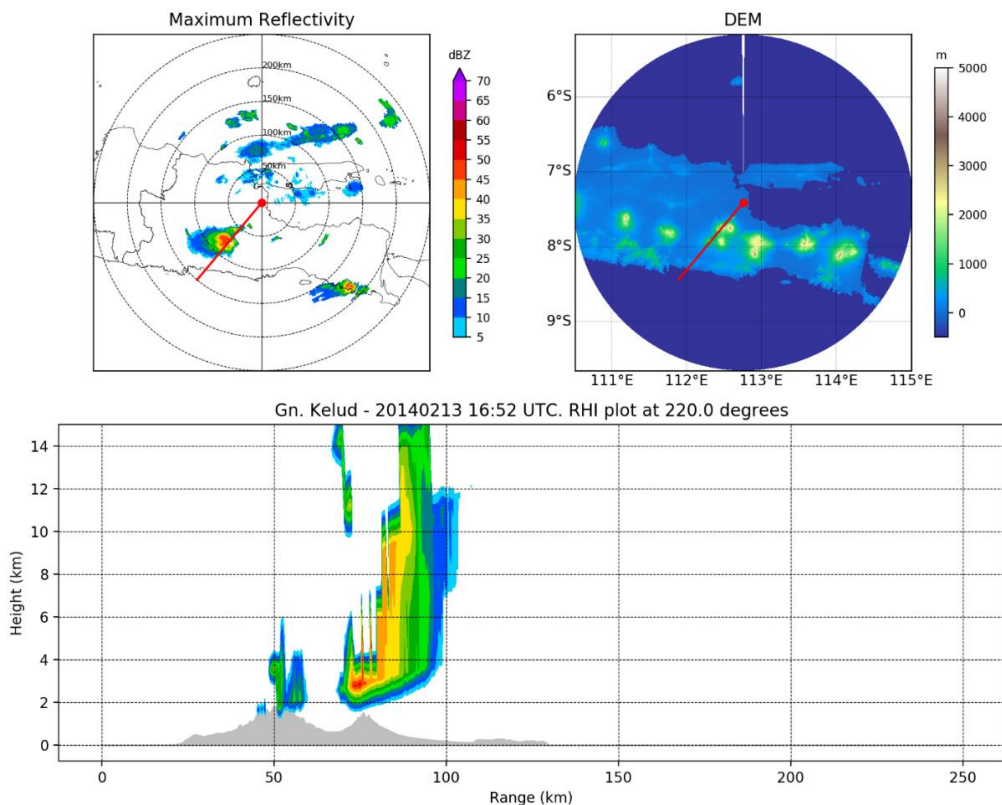 Maximum Reflectivity
200km
150km
100km
50km
dBZ
70
65
60
55
50
45
40
35
30
25
20
15
10
5
DEM
6°S
7°S
8°S
9°S
111°E 112°E 113°E 114°E 115°E
m
5000
4000
3000
2000
1000
0
Gn. Kelud - 20140213 16:52 UTC. RHI plot at 220.0 degrees
Height (km)
14
12
10
8
6
4
2
0
0 50 100 150 200 250
Range (km)